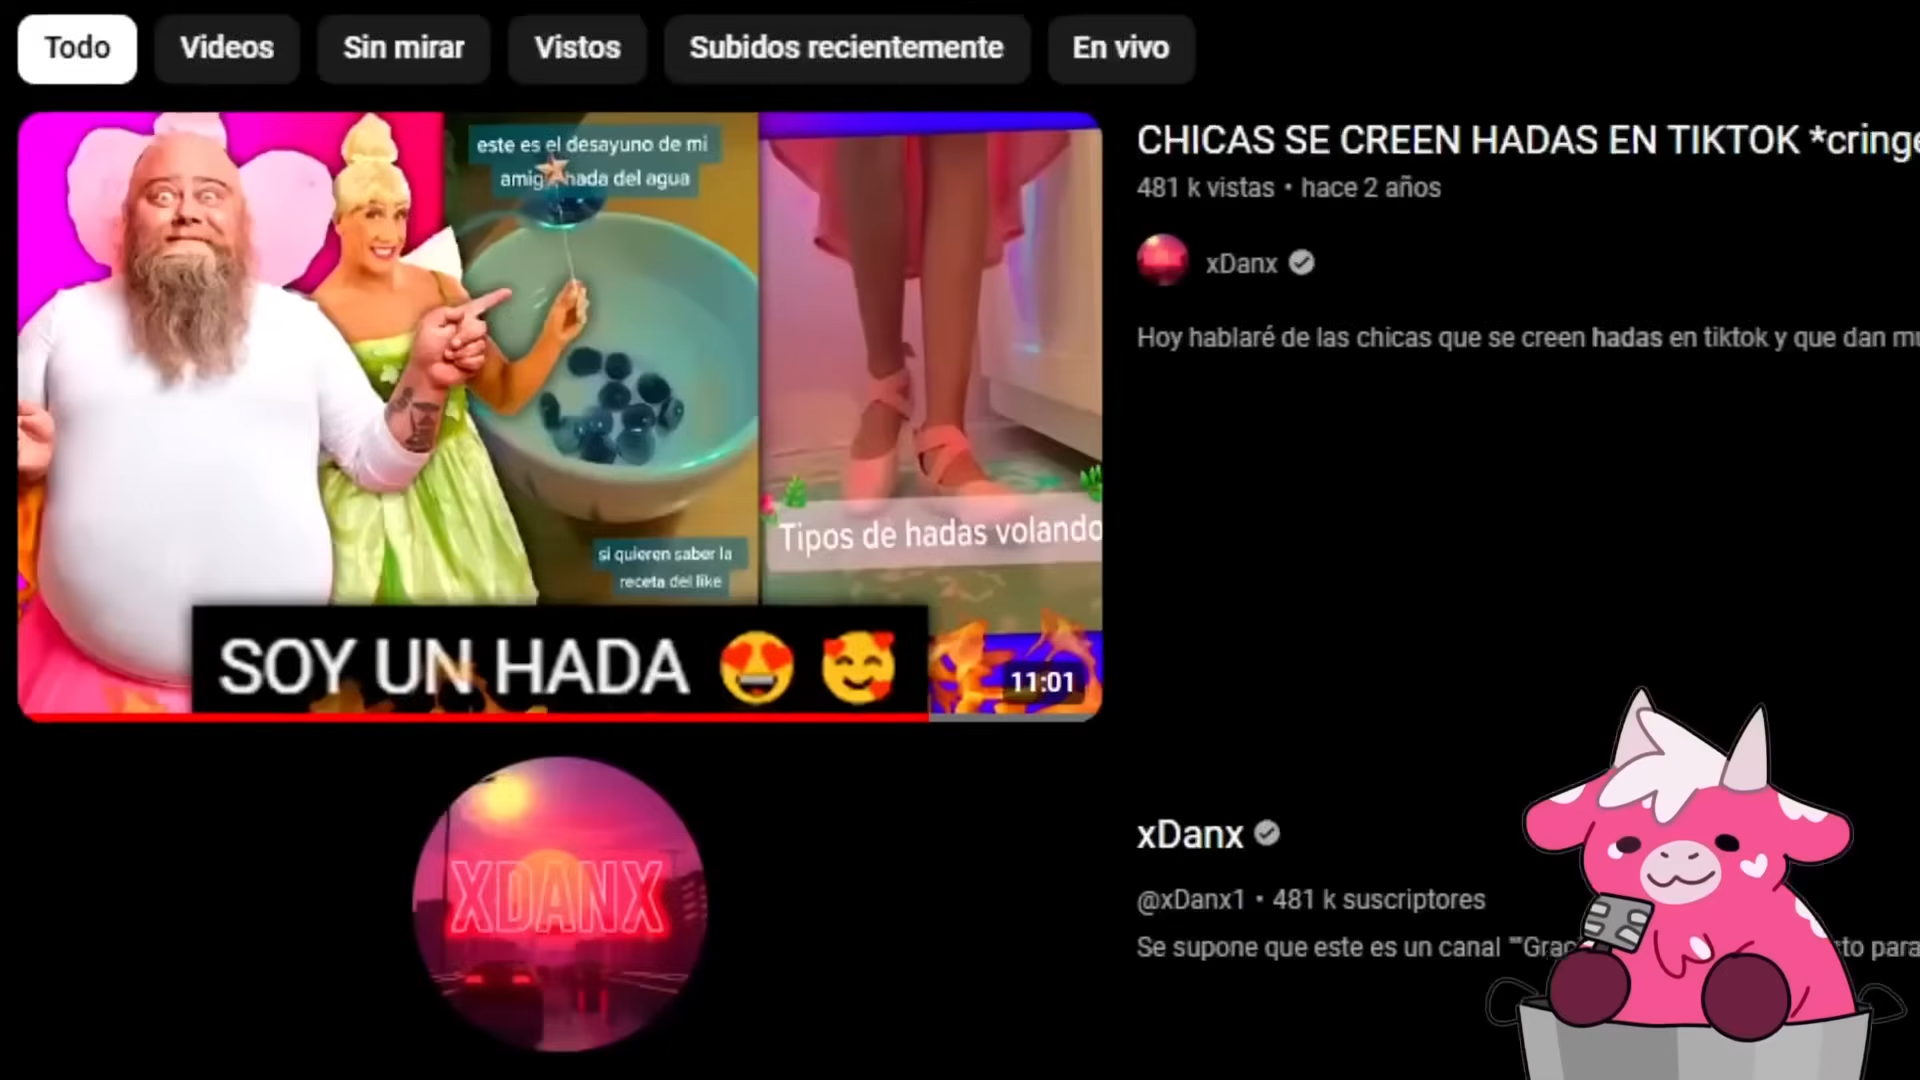 Todo
Videos
Sin mirar
Vistos
Subidos recientemente
En vivo
este es el desayuno de mi
hada del agua
si quieren saber la
receta del like
Tipos de hadas volando
SOY UN HADA 😍 🥰
11:01
CHICAS SE CREEN HADAS EN TIKTOK *cringe
481 k vistas • hace 2 años
xDanx
Hoy hablaré de las chicas que se creen hadas en tiktok y que dan
XDANX
xDanx
@xDanx1 • 481 k suscriptores
Se supone que este es un canal para